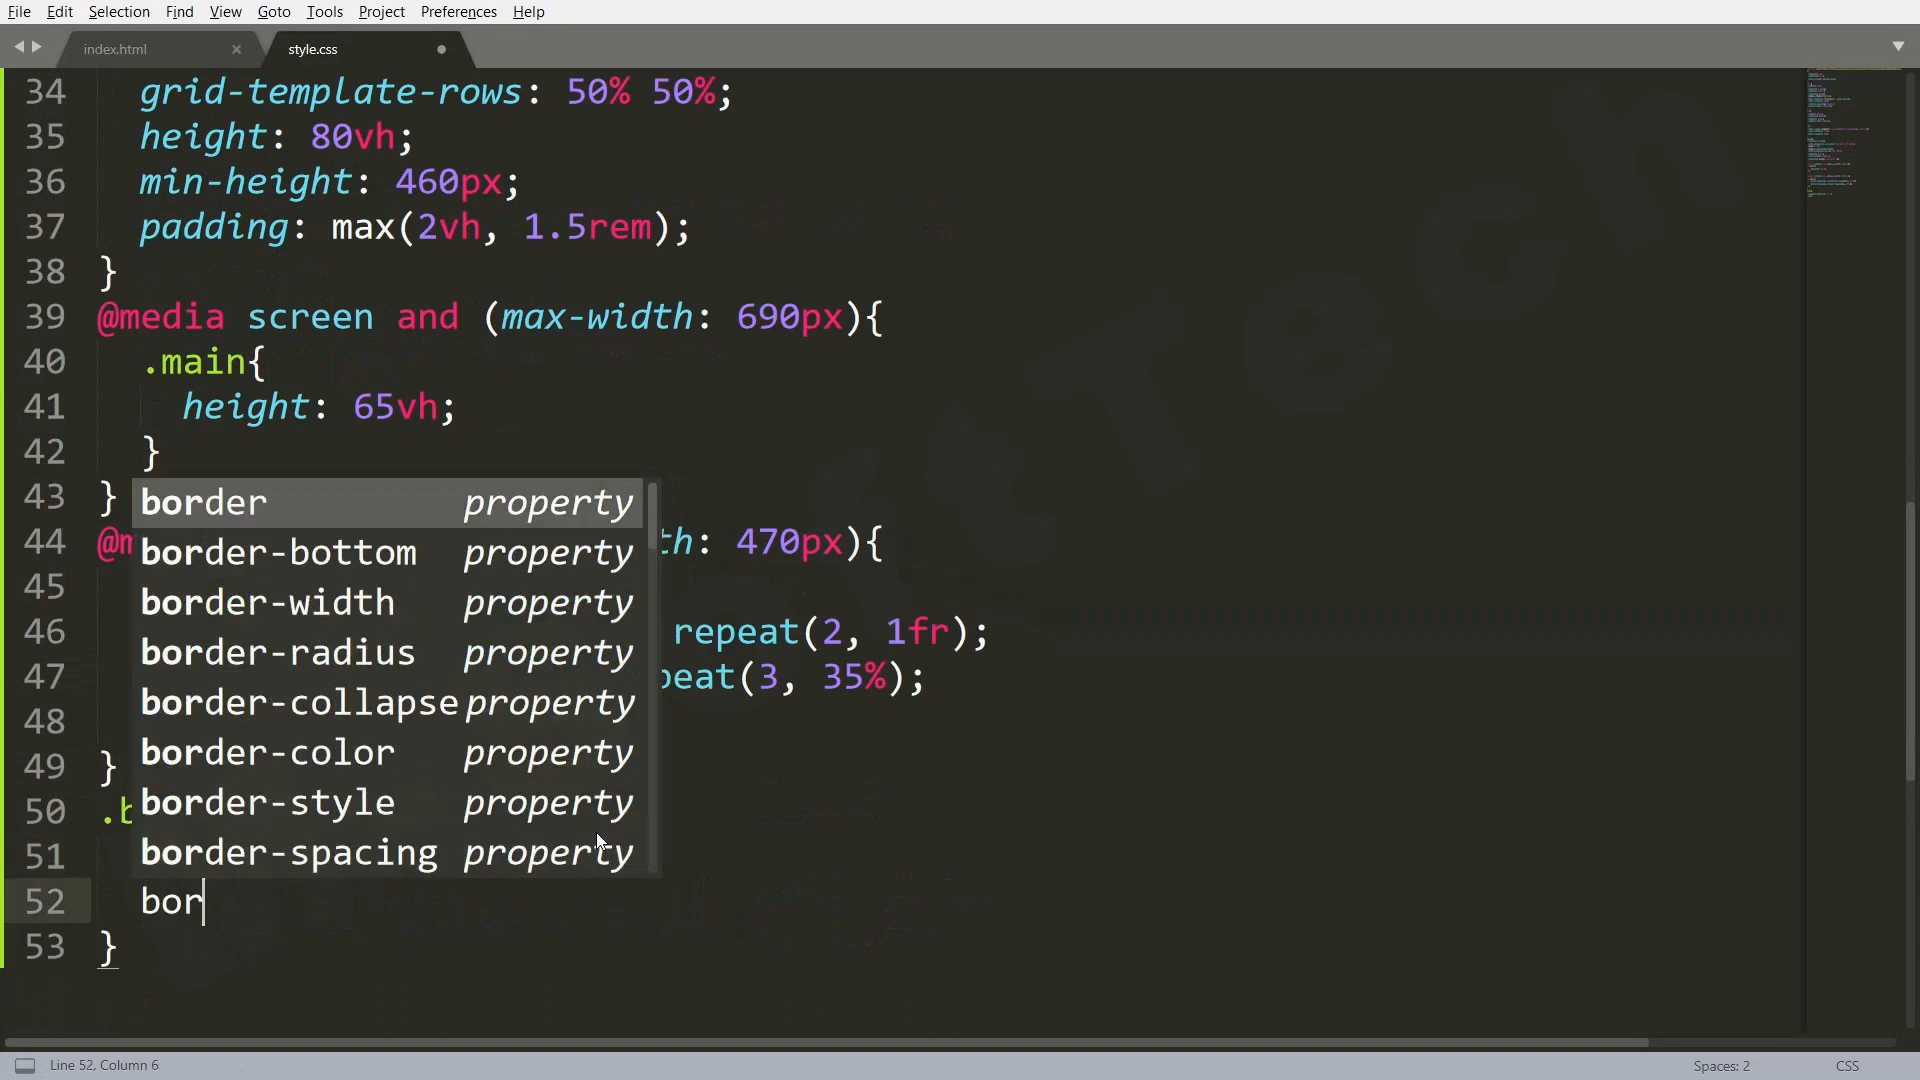 File Edit Selection Find View Goto Tools Project Preferences Help
index.html style.css
34 grid-template-rows: 50% 50%;
35 height: 80vh;
36 min-height: 460px;
37 padding: max(2vh, 1.5rem);
38 }
39 @media screen and (max-width: 690px){
40 .main{
41 height: 65vh;
42 }
43 }
border property
44 @m th: 470px){
border-bottom property
45
border-width property
46 repeat(2, 1fr);
border-radius property
47 peat(3, 35%);
border-collapse property
48
border-color property
49 }
border-style property
50 .b
border-spacing property
51
52 bor
53 }
Line 52, Column 6 Spaces: 2 CSS